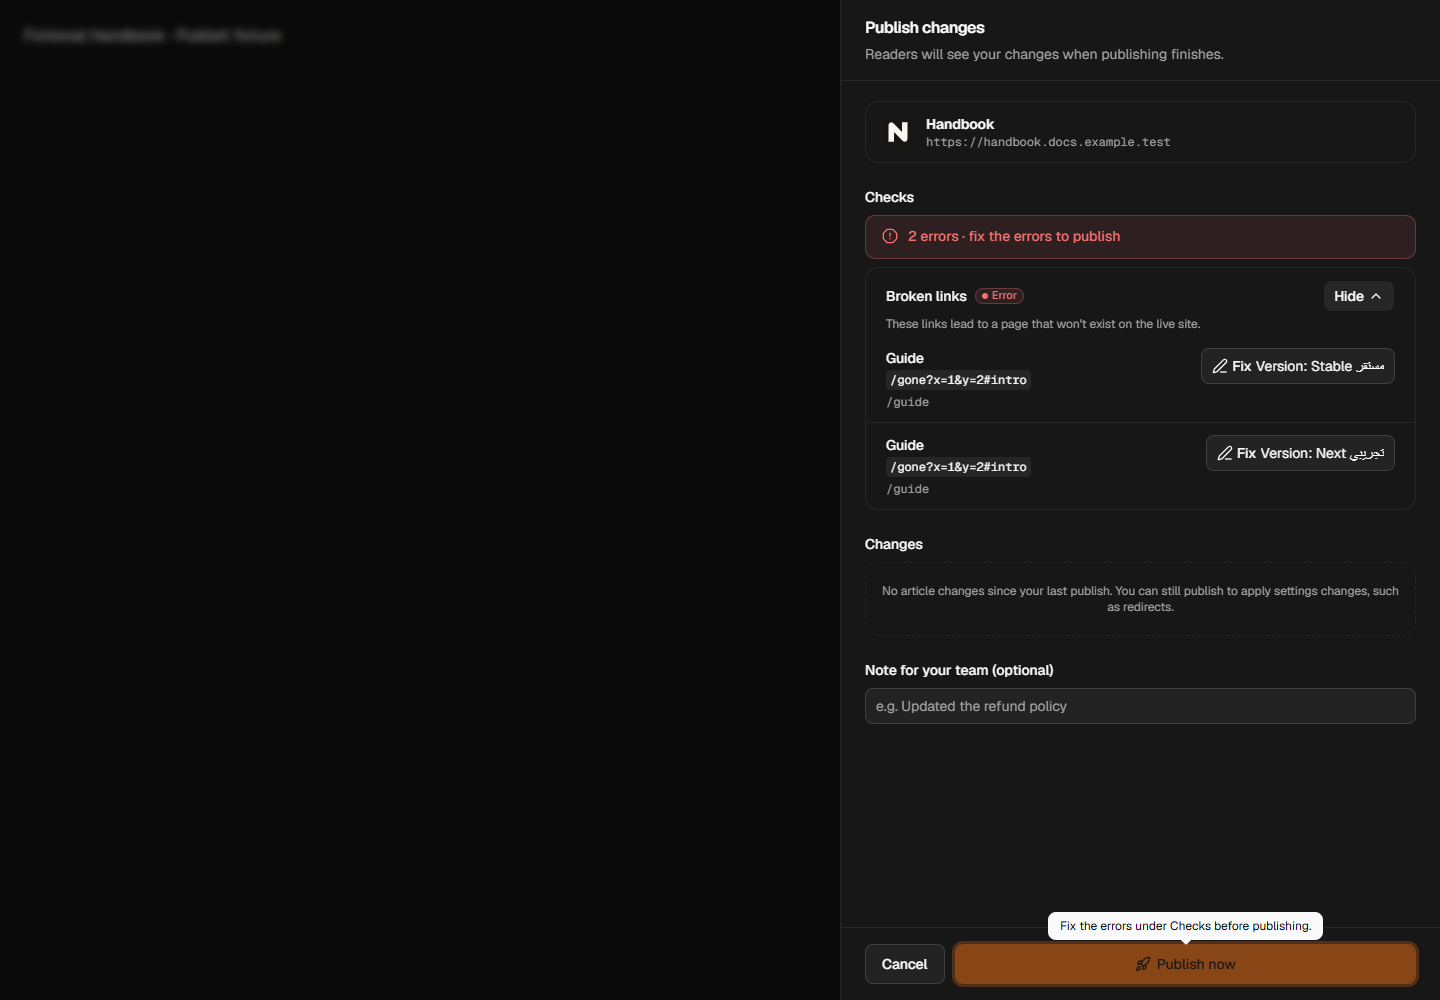 Fictional Handbook · Publish fixture
Publish changes
Readers will see your changes when publishing finishes.
N
Handbook
https://handbook.docs.example.test
Checks
2 errors · fix the errors to publish
Broken links
Error
Hide
These links lead to a page that won't exist on the live site.
Guide
Fix Version: Stable مستقر
/gone?x=1&y=2#intro
/guide
Guide
Fix Version: Next تجريبي
/gone?x=1&y=2#intro
/guide
Changes
No article changes since your last publish. You can still publish to apply settings changes, such
as redirects.
Note for your team (optional)
e.g. Updated the refund policy
Fix the errors under Checks before publishing.
Cancel
Publish now